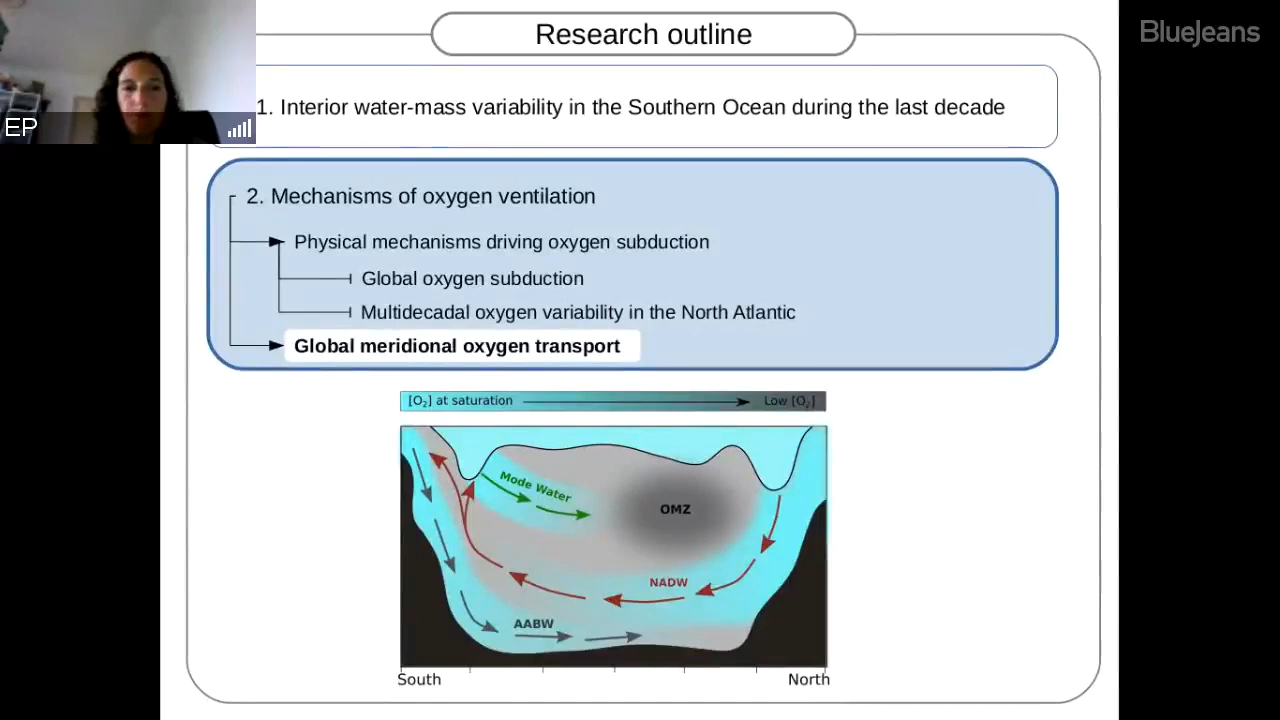 Research outline
BlueJeans
1. Interior water-mass variability in the Southern Ocean during the last decade
EP
2. Mechanisms of oxygen ventilation
Physical mechanisms driving oxygen subduction
Global oxygen subduction
Multidecadal oxygen variability in the North Atlantic
Global meridional oxygen transport
[O₂] at saturation
Low [O₂]
Mode Water
OMZ
NADW
AABW
South
North